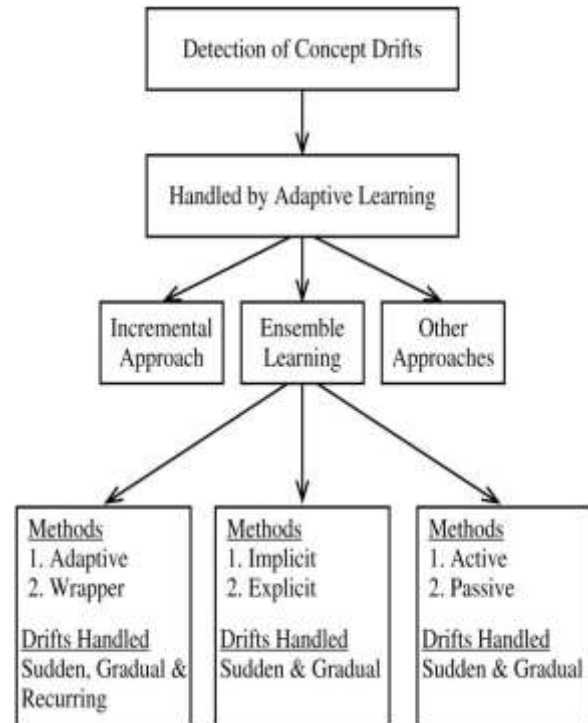 Detection of Concept Drifts
Handled by Adaptive Learning
Incremental
Approach
Ensemble
Learning
Other
Approaches
Methods
1. Adaptive
2. Wrapper
Drifts Handled
Sudden, Gradual &
Recurring
Methods
1. Implicit
2. Explicit
Drifts Handled
Sudden & Gradual
Methods
1. Active
2. Passive
Drifts Handled
Sudden & Gradual